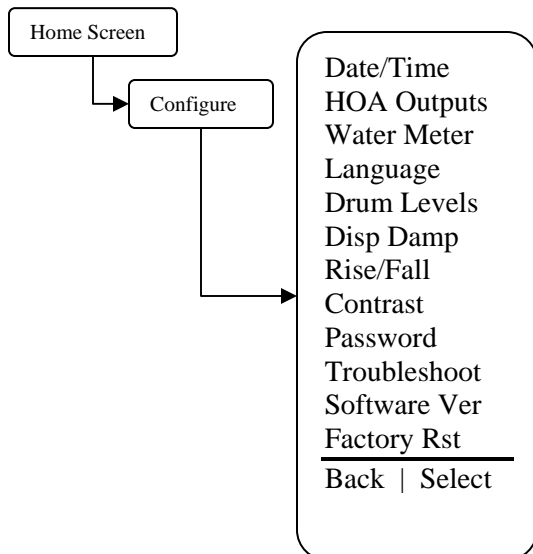 Home Screen
Configure
Date/Time
HOA Outputs
Water Meter
Language
Drum Levels
Disp Damp
Rise/Fall
Contrast
Password
Troubleshoot
Software Ver
Factory Rst
Back | Select